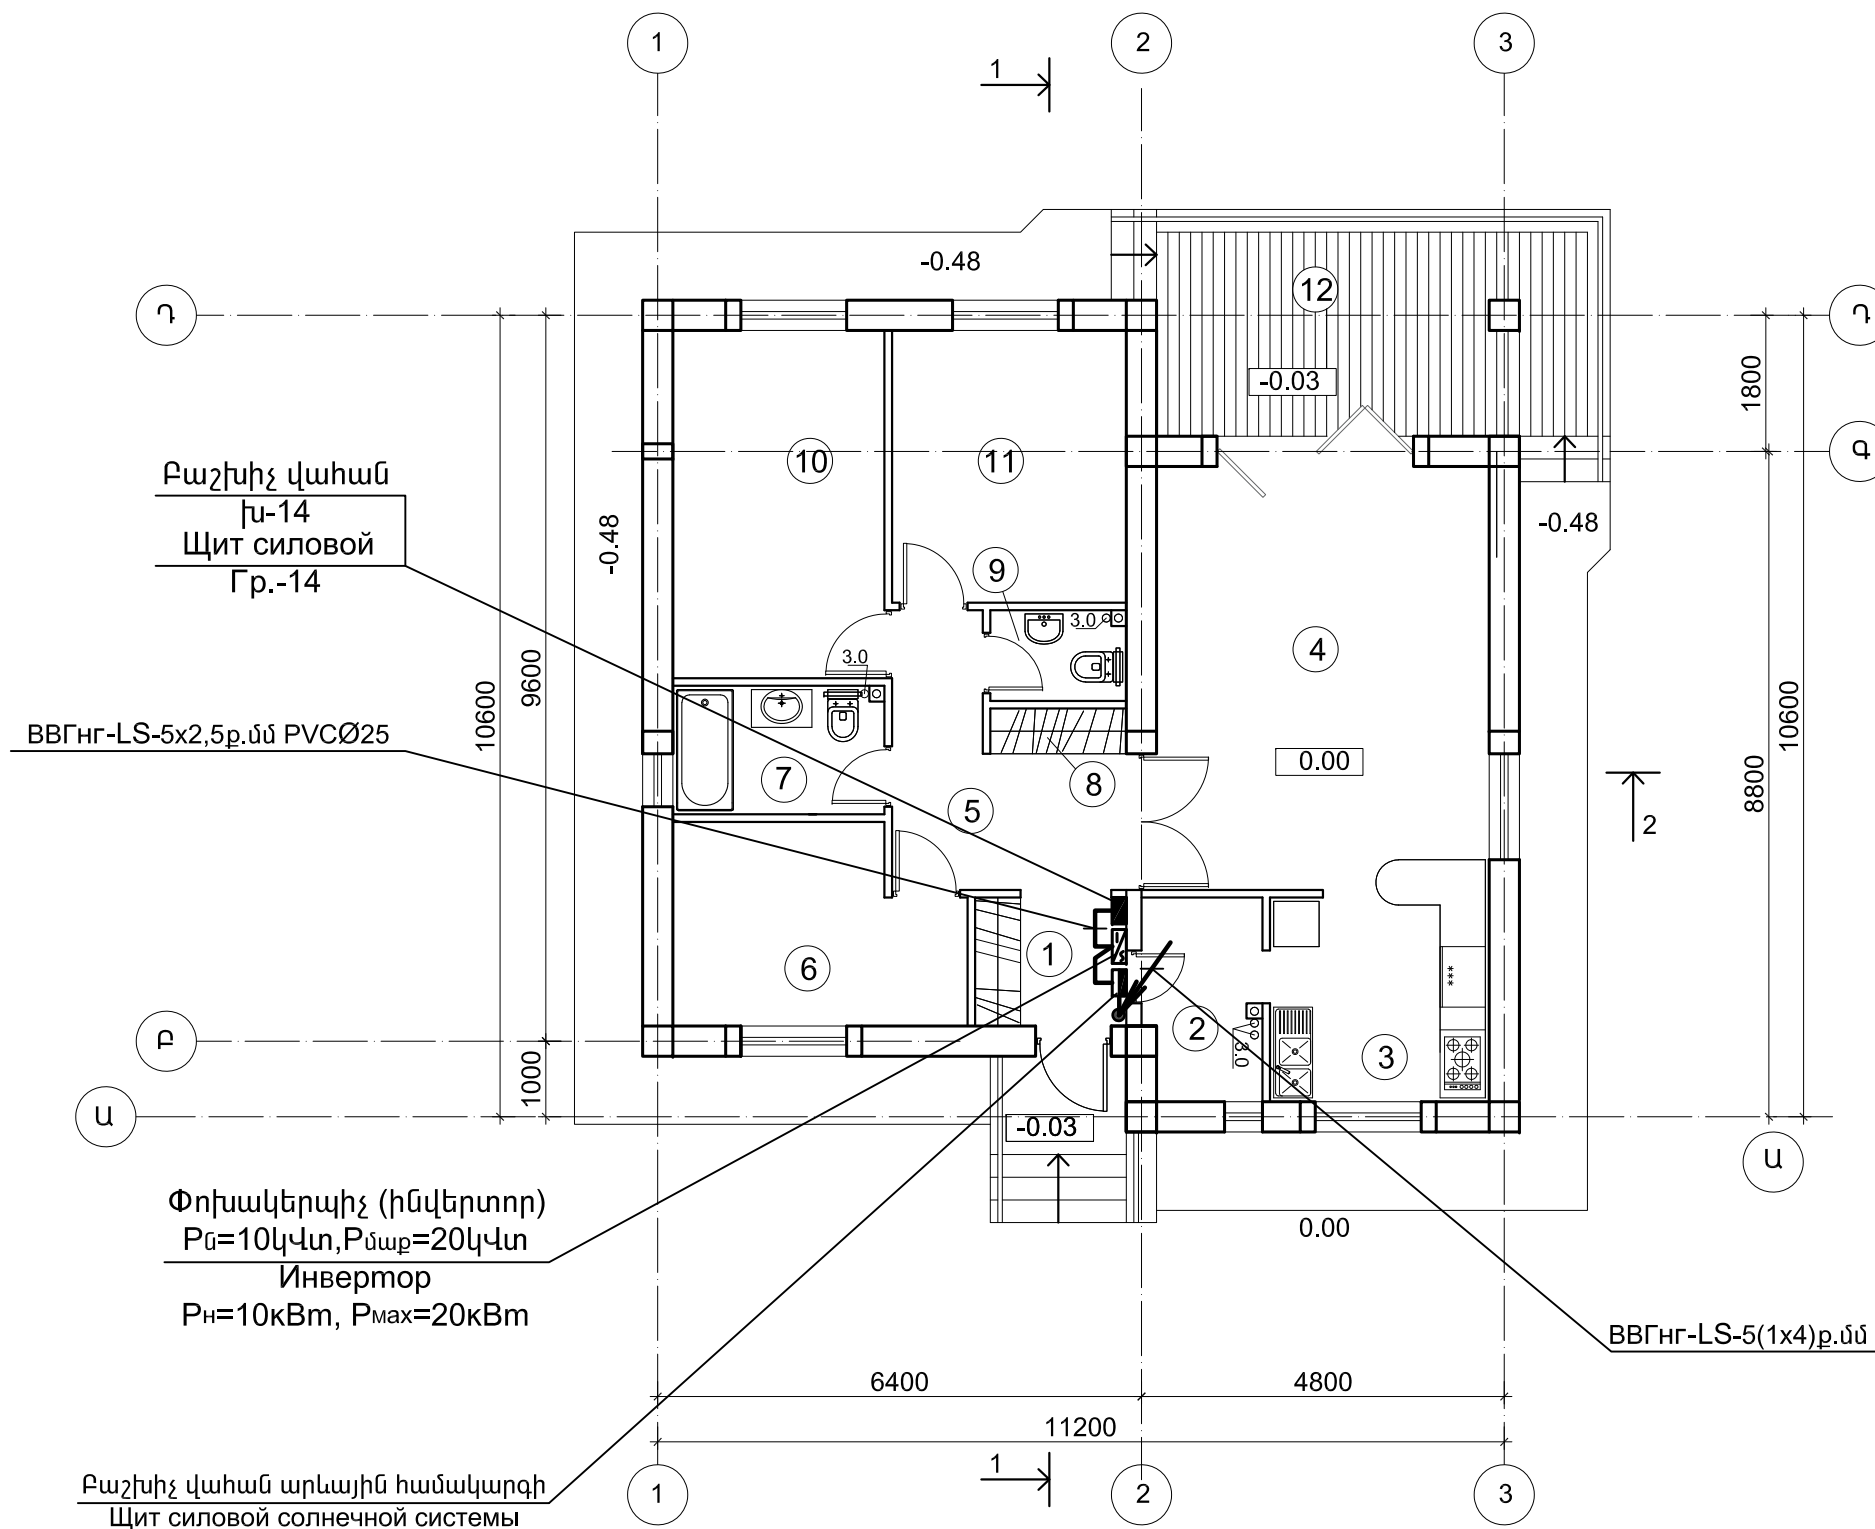 1
2
3
1
-0.48
12
Դ
Դ
-0.03
1800
10
11
Գ
Բաշխիչ վահան
խ-14
Щит силовой
Гр.-14
-0.48
-0.48
9
3.0
4
3.0
10600
9600
10600
ВВГнг-LS-5x2,5ք.մմ PVCØ25
0.00
7
8
5
8800
2
6
1
2
3.0
3
Բ
1000
Ա
-0.03
Ա
Փոխակերպիչ (ինվերտոր)
Pն=10կՎտ,Pմաք=20կՎտ
Инвертор
Pн=10кВт, Pмах=20кВт
0.00
ВВГнг-LS-5(1x4)ք.մմ
6400
4800
11200
1
Բաշխիչ վահան արևային համակարգի
Щит силовой солнечной системы
1
2
3